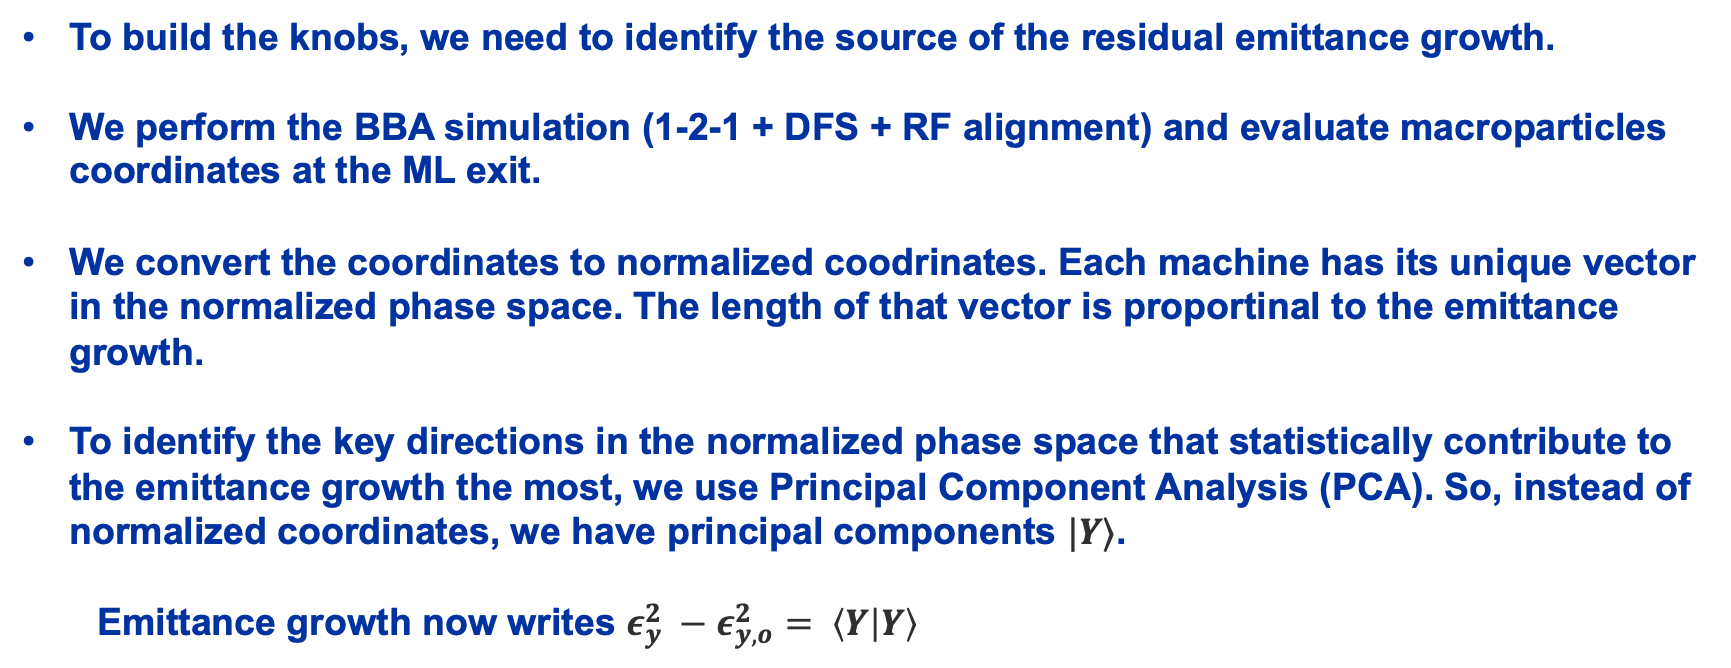 • To build the knobs, we need to identify the source of the residual emittance growth.
• We perform the BBA simulation (1-2-1 + DFS + RF alignment) and evaluate macroparticles
coordinates at the ML exit.
• We convert the coordinates to normalized coodrinates. Each machine has its unique vector
in the normalized phase space. The length of that vector is proportinal to the emittance
growth.
• To identify the key directions in the normalized phase space that statistically contribute to
the emittance growth the most, we use Principal Component Analysis (PCA). So, instead of
normalized coordinates, we have principal components |Y⟩.
Emittance growth now writes ϵ_y^2 − ϵ_{y,o}^2 = ⟨Y|Y⟩